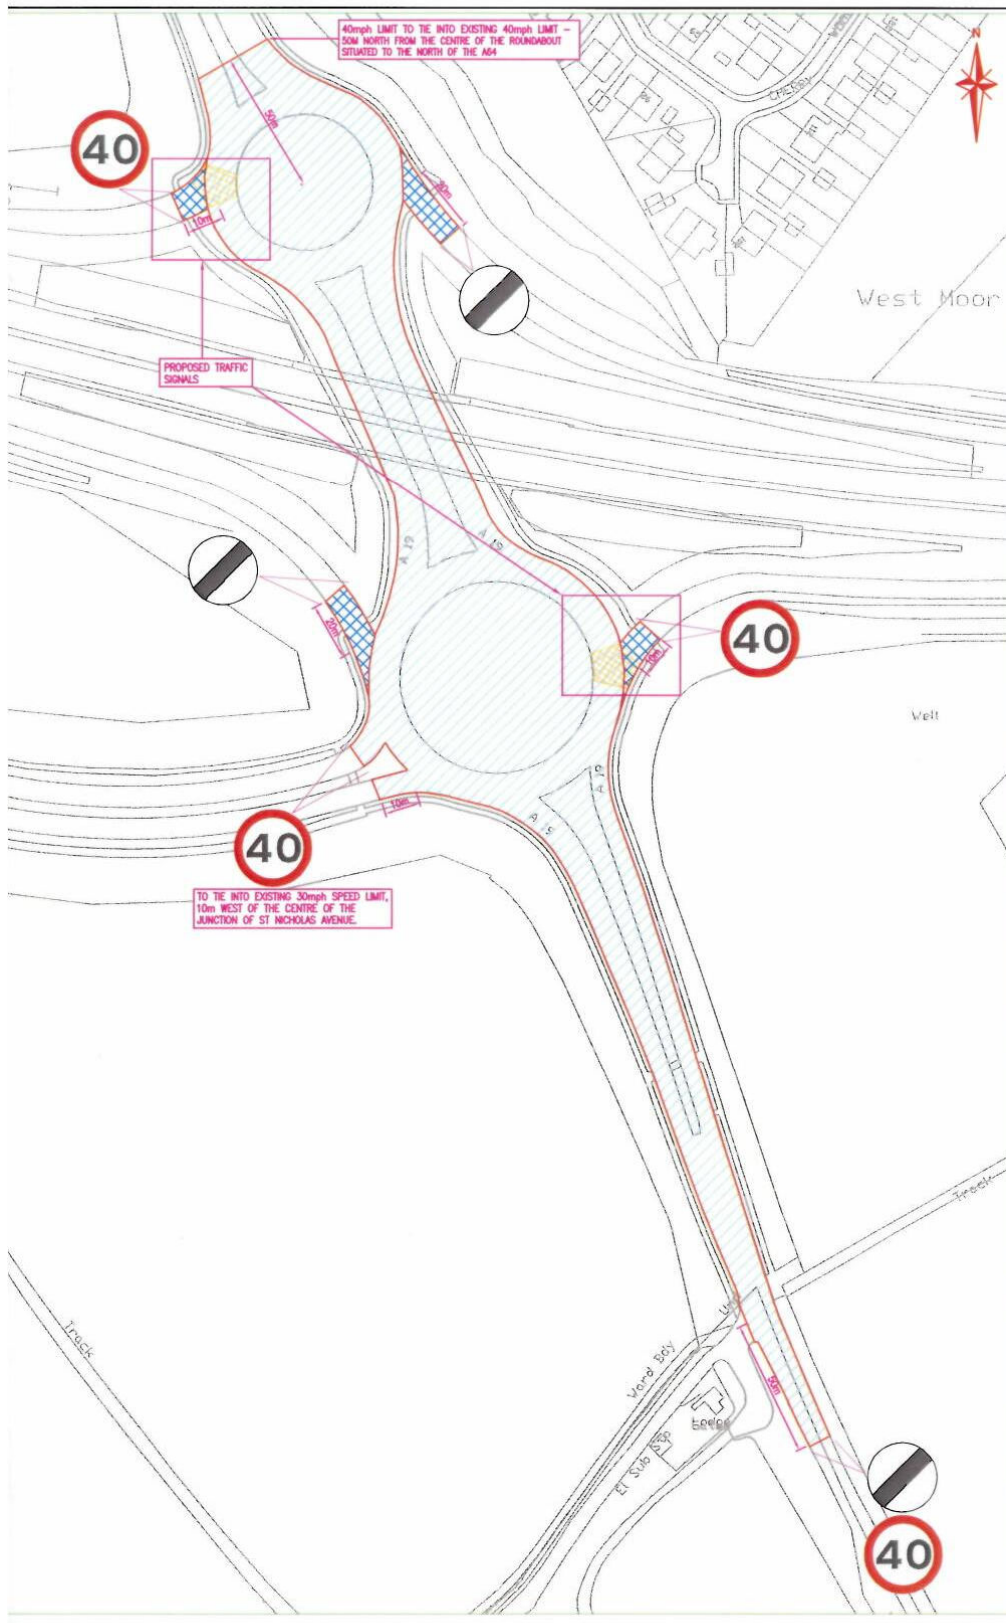 40mph LIMIT TO TIE INTO EXISTING 40mph LIMIT –
50M NORTH FROM THE CENTRE OF THE ROUNDABOUT
SITUATED TO THE NORTH OF THE A64
N
CHERRY
50m
40
10m
20m
West Moor
PROPOSED TRAFFIC
SIGNALS
A 19
A 19
20m
40
10m
Well
A 19
10m
40
TO TIE INTO EXISTING 30mph SPEED LIMIT,
10m WEST OF THE CENTRE OF THE
JUNCTION OF ST NICHOLAS AVENUE.
Track
Track
Und
Ward Bdy
50m
Lodge
El Sub Sta
40